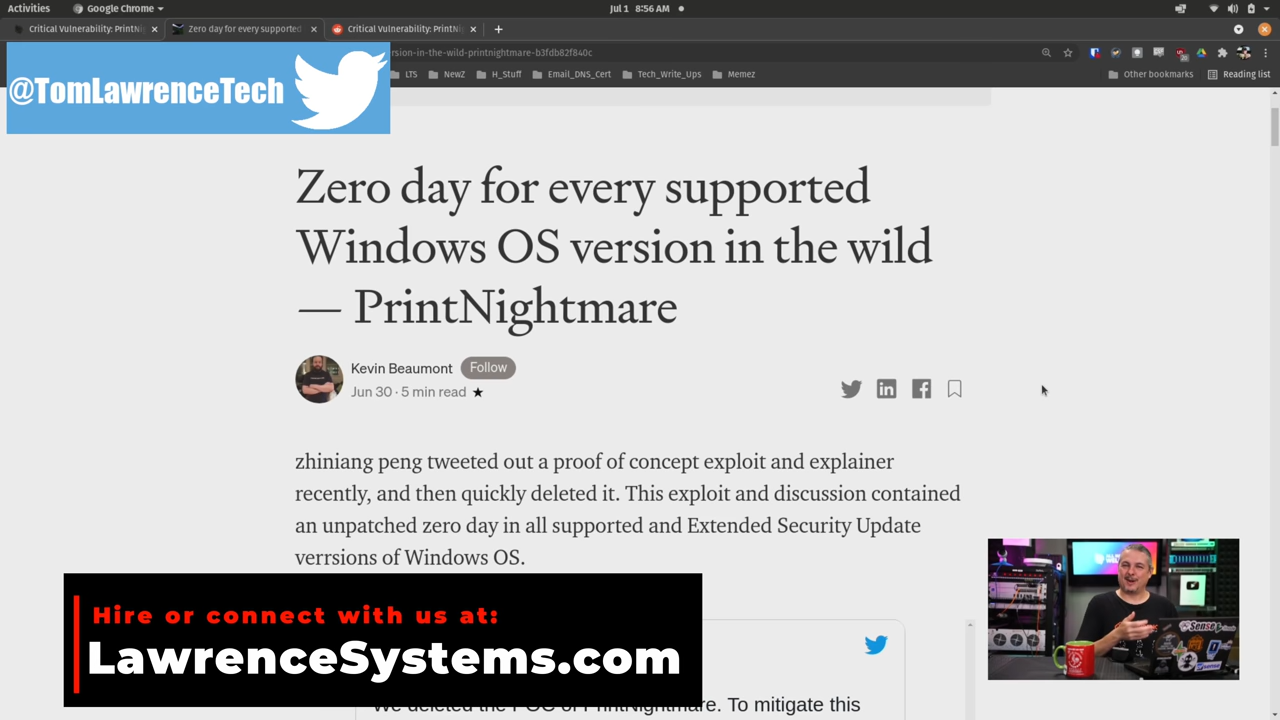 Activities
Google Chrome
Jul 1 8:56 AM
Critical Vulnerability: PrintNi
Zero day for every supported
Critical Vulnerability: PrintNi
rsion-in-the-wild-printnightmare-b3fdb82f840c
LTS
NewZ
H_Stuff
Email_DNS_Cert
Tech_Write_Ups
Memez
Other bookmarks
Reading list
@TomLawrenceTech
Zero day for every supported
Windows OS version in the wild
— PrintNightmare
Kevin Beaumont
Follow
Jun 30 · 5 min read ★
zhiniang peng tweeted out a proof of concept exploit and explainer
recently, and then quickly deleted it. This exploit and discussion contained
an unpatched zero day in all supported and Extended Security Update
verrsions of Windows OS.
Hire or connect with us at:
LawrenceSystems.com
We deleted the POC of PrintNightmare. To mitigate this